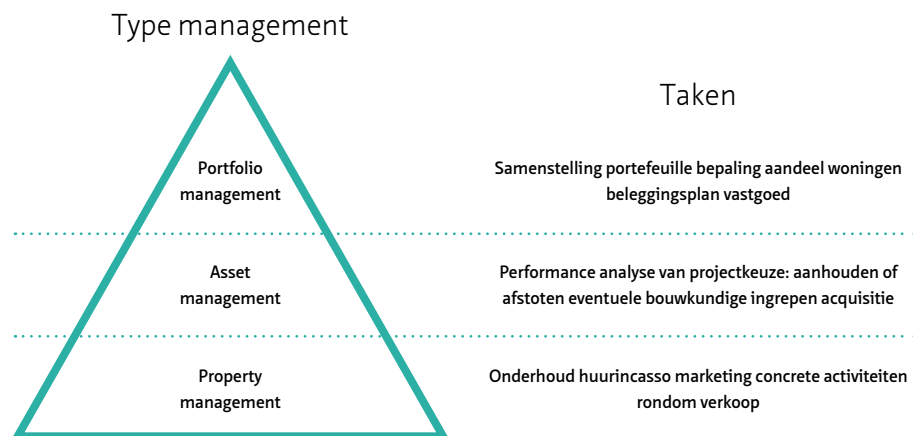 Type management
Taken
Portfolio
management
Samenstelling portefeuille bepaling aandeel woningen
beleggingsplan vastgoed
Asset
management
Performance analyse van projectkeuze: aanhouden of
afstoten eventuele bouwkundige ingrepen acquisitie
Property
management
Onderhoud huurincasso marketing concrete activiteiten
rondom verkoop